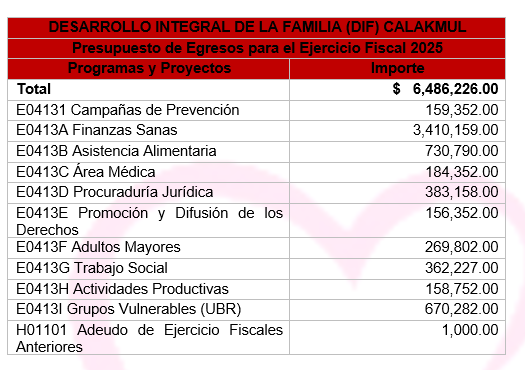 DESARROLLO INTEGRAL DE LA FAMILIA (DIF) CALAKMUL
Presupuesto de Egresos para el Ejercicio Fiscal 2025
Programas y Proyectos Importe
Total $ 6,486,226.00
E04131 Campañas de Prevención 159,352.00
E0413A Finanzas Sanas 3,410,159.00
E0413B Asistencia Alimentaria 730,790.00
E0413C Área Médica 184,352.00
E0413D Procuraduría Jurídica 383,158.00
E0413E Promoción y Difusión de los 156,352.00
Derechos
E0413F Adultos Mayores 269,802.00
E0413G Trabajo Social 362,227.00
E0413H Actividades Productivas 158,752.00
E0413I Grupos Vulnerables (UBR) 670,282.00
H01101 Adeudo de Ejercicio Fiscales 1,000.00
Anteriores